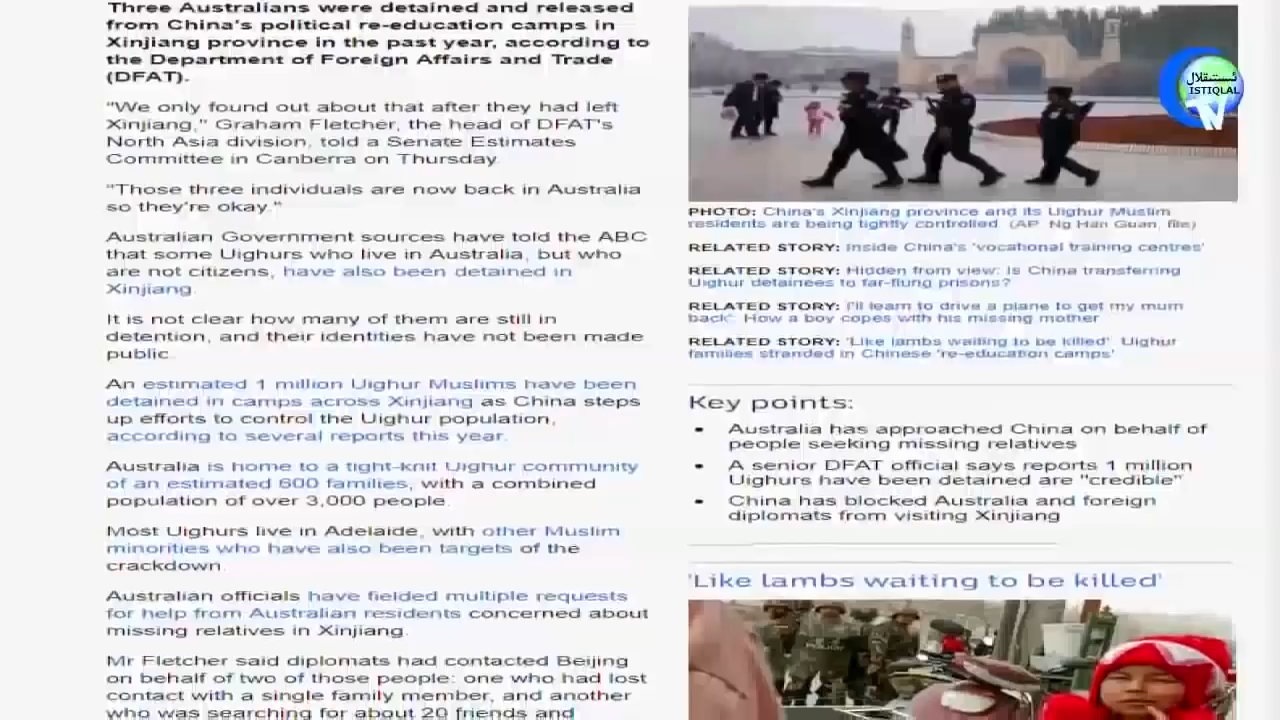 Three Australians were detained and released
from China's political re-education camps in
Xinjiang province in the past year, according to
the Department of Foreign Affairs and Trade
(DFAT).
"We only found out about that after they had left
Xinjiang," Graham Fletcher, the head of DFAT's
North Asia division, told a Senate Estimates
Committee in Canberra on Thursday.
"Those three individuals are now back in Australia
so they're okay."
Australian Government sources have told the ABC
that some Uighurs who live in Australia, but who
are not citizens, have also been detained in
Xinjiang.
It is not clear how many of them are still in
detention, and their identities have not been made
public.
An estimated 1 million Uighur Muslims have been
detained in camps across Xinjiang as China steps
up efforts to control the Uighur population,
according to several reports this year.
Australia is home to a tight-knit Uighur community
of an estimated 600 families, with a combined
population of over 3,000 people.
Most Uighurs live in Adelaide, with other Muslim
minorities who have also been targets of the
crackdown.
Australian officials have fielded multiple requests
for help from Australian residents concerned about
missing relatives in Xinjiang.
Mr Fletcher said diplomats had contacted Beijing
on behalf of two of those people: one who had lost
contact with a single family member, and another
who was searching for about 20 friends and
ئىستىقلال
ISTIQLAL
PHOTO: China's Xinjiang province and its Uighur Muslim
residents are being tightly controlled. (AP: Ng Han Guan, file)
RELATED STORY: Inside China's 'vocational training centres'
RELATED STORY: Hidden from view: Is China transferring
Uighur detainees to far-flung prisons?
RELATED STORY: 'I'll learn to drive a plane to get my mum
back': How a boy copes with his missing mother
RELATED STORY: 'Like lambs waiting to be killed': Uighur
families stranded in Chinese 're-education camps'
Key points:
• Australia has approached China on behalf of
people seeking missing relatives
• A senior DFAT official says reports 1 million
Uighurs have been detained are "credible"
• China has blocked Australia and foreign
diplomats from visiting Xinjiang
'Like lambs waiting to be killed'
POLICE